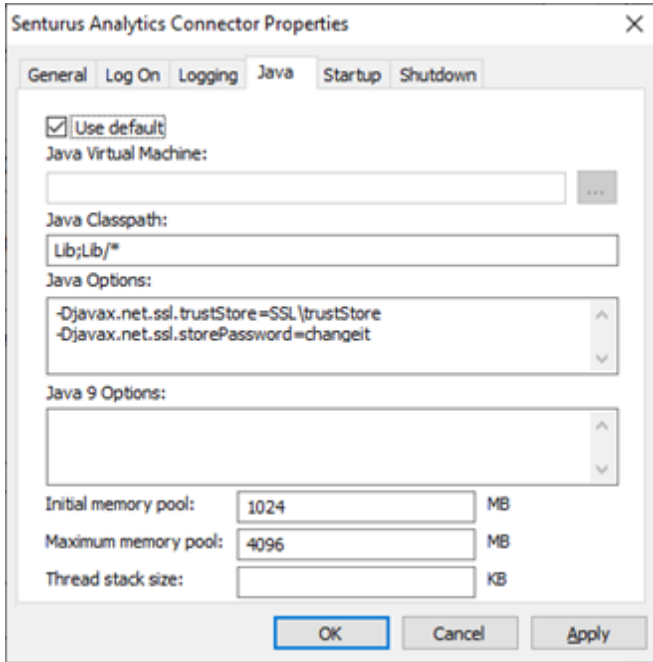 Senturus Analytics Connector Properties
General Log On Logging Java Startup Shutdown
Use default
Java Virtual Machine:
...
Java Classpath:
Lib;Lib/*
Java Options:
-Djavax.net.ssl.trustStore=SSL\trustStore
-Djavax.net.ssl.storePassword=changeit
Java 9 Options:
Initial memory pool: 1024 MB
Maximum memory pool: 4096 MB
Thread stack size: KB
OK Cancel Apply